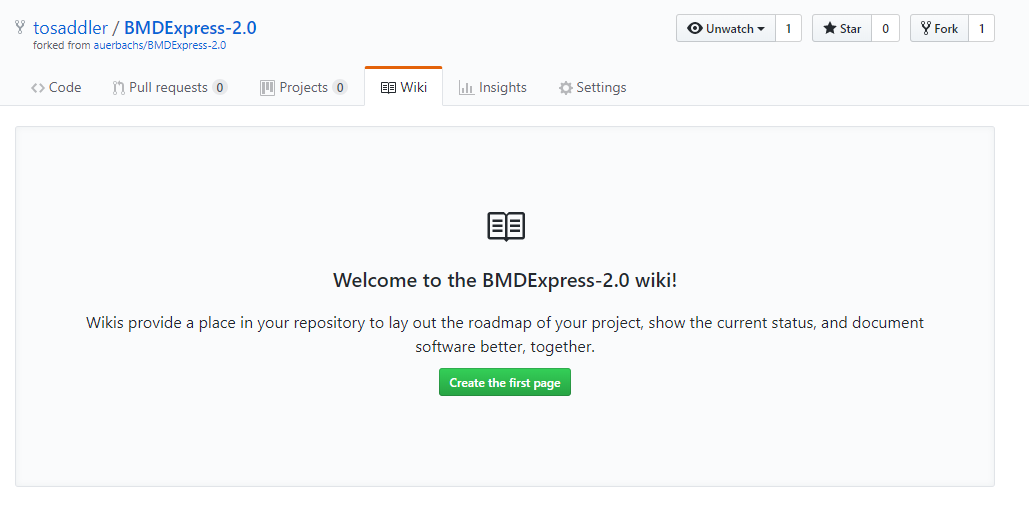 tosaddler / BMDExpress-2.0 Unwatch 1 Star 0 Fork 1
forked from auerbachs/BMDExpress-2.0
Code Pull requests 0 Projects 0 Wiki Insights Settings
Welcome to the BMDExpress-2.0 wiki!
Wikis provide a place in your repository to lay out the roadmap of your project, show the current status, and document
software better, together.
Create the first page